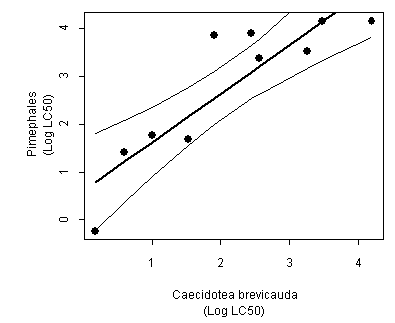 Pimephales
(Log LC50)
4
3
2
1
0
1 2 3 4
Caecidotea brevicauda
(Log LC50)